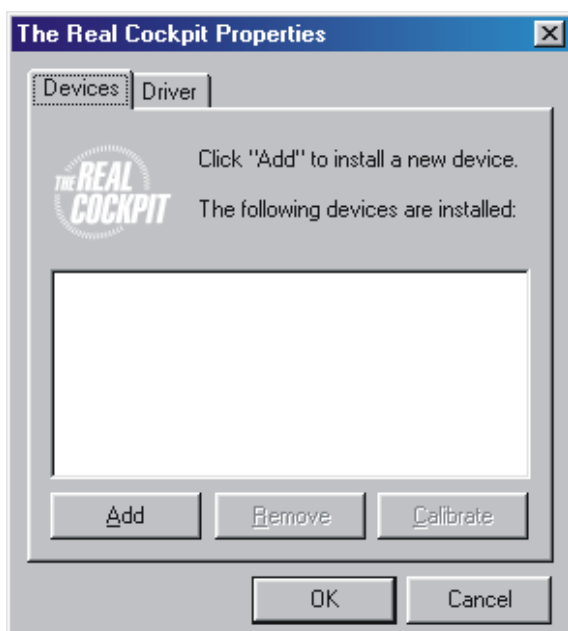 The Real Cockpit Properties
Devices
Driver
THE REAL
COCKPIT
Click "Add" to install a new device.
The following devices are installed:
Add
Remove
Calibrate
OK
Cancel